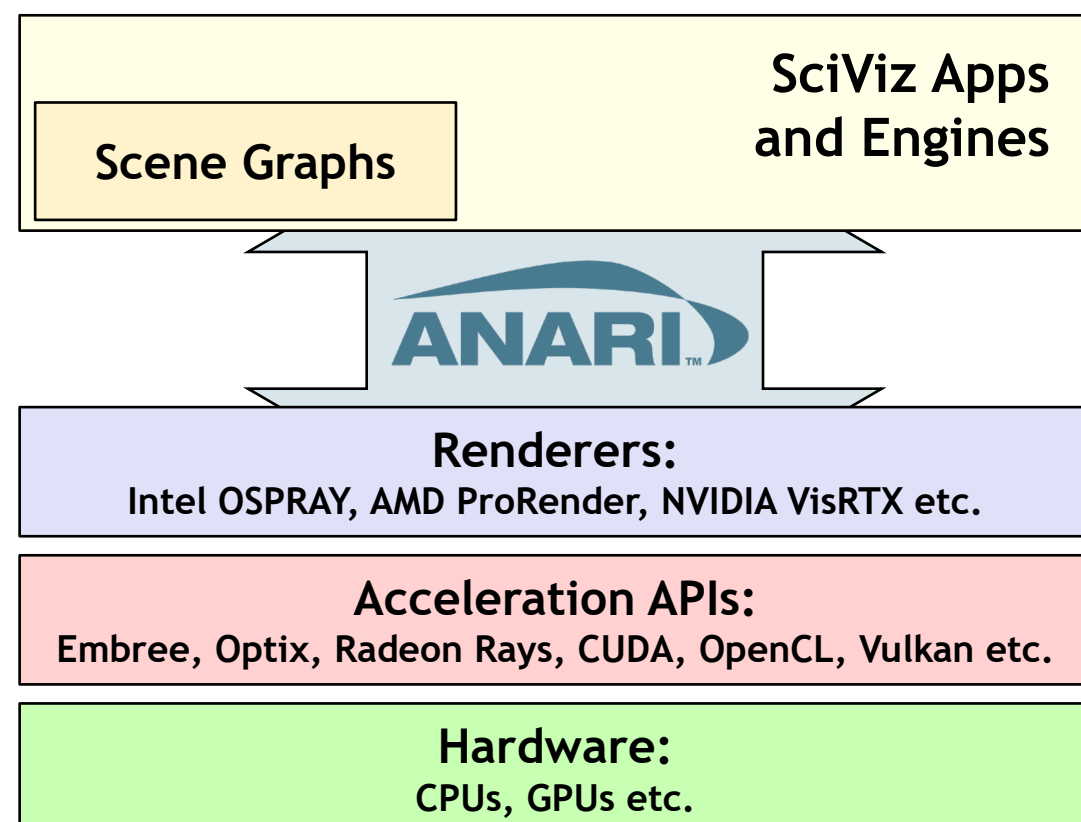 SciViz Apps
and Engines
Scene Graphs
ANARI™
Renderers:
Intel OSPRAY, AMD ProRender, NVIDIA VisRTX etc.
Acceleration APIs:
Embree, Optix, Radeon Rays, CUDA, OpenCL, Vulkan etc.
Hardware:
CPUs, GPUs etc.